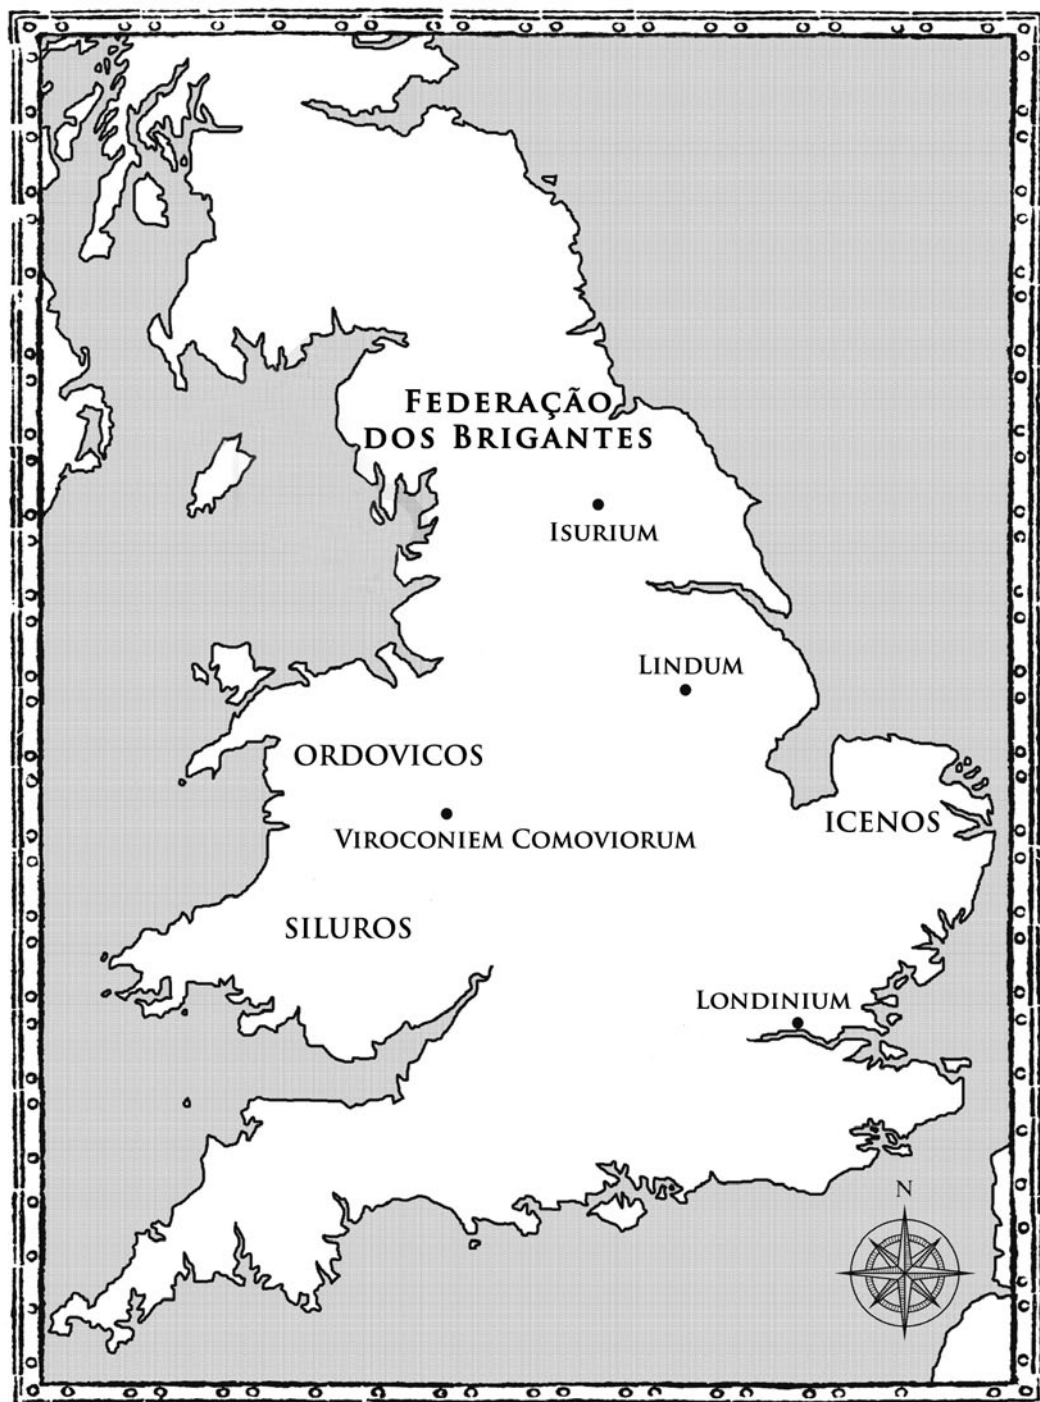 FEDERAÇÃO
DOS BRIGANTES
ISURIUM
LINDUM
ORDOVICOS
VIROCONIEM COMOVIORUM
ICENOS
SILUROS
LONDINIUM
N